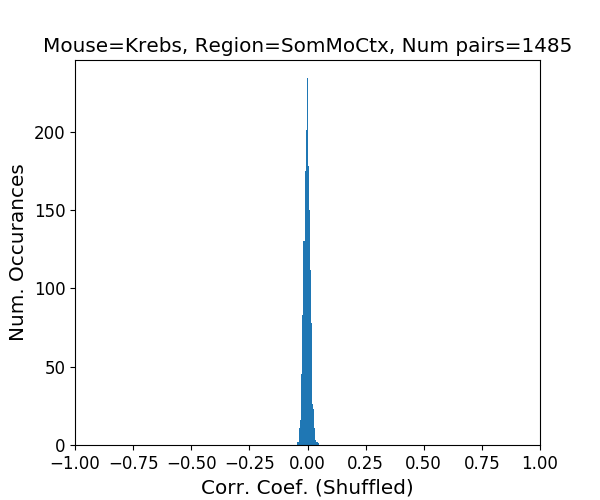 Mouse=Krebs, Region=SomMoCtx, Num pairs=1485
Num. Occurances
200
150
100
50
0
−1.00 −0.75 −0.50 −0.25 0.00 0.25 0.50 0.75 1.00
Corr. Coef. (Shuffled)